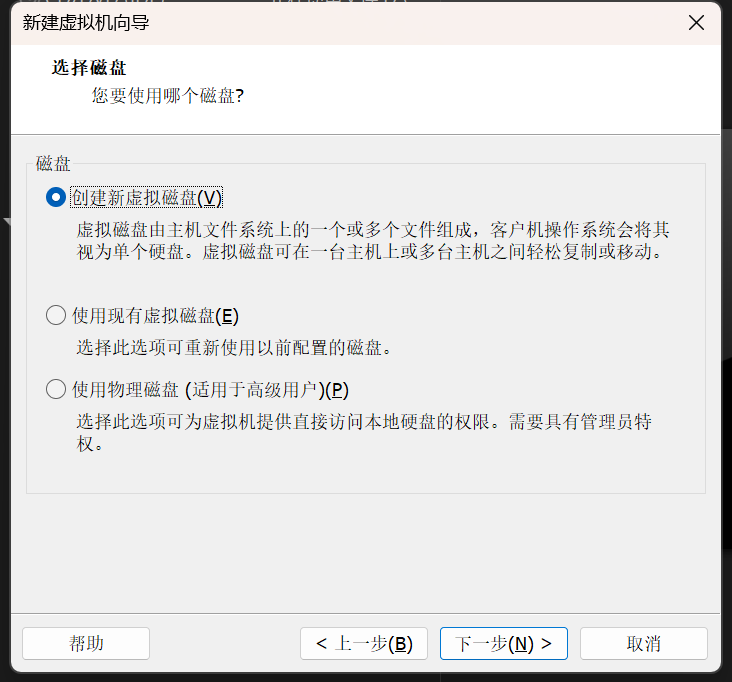 新建虚拟机向导
选择磁盘
您要使用哪个磁盘?
磁盘
创建新虚拟磁盘(V)
虚拟磁盘由主机文件系统上的一个或多个文件组成，客户机操作系统会将其
视为单个硬盘。虚拟磁盘可在一台主机上或多台主机之间轻松复制或移动。
使用现有虚拟磁盘(E)
选择此选项可重新使用以前配置的磁盘。
使用物理磁盘 (适用于高级用户)(P)
选择此选项可为虚拟机提供直接访问本地硬盘的权限。需要具有管理员特
权。
帮助
< 上一步(B)
下一步(N) >
取消